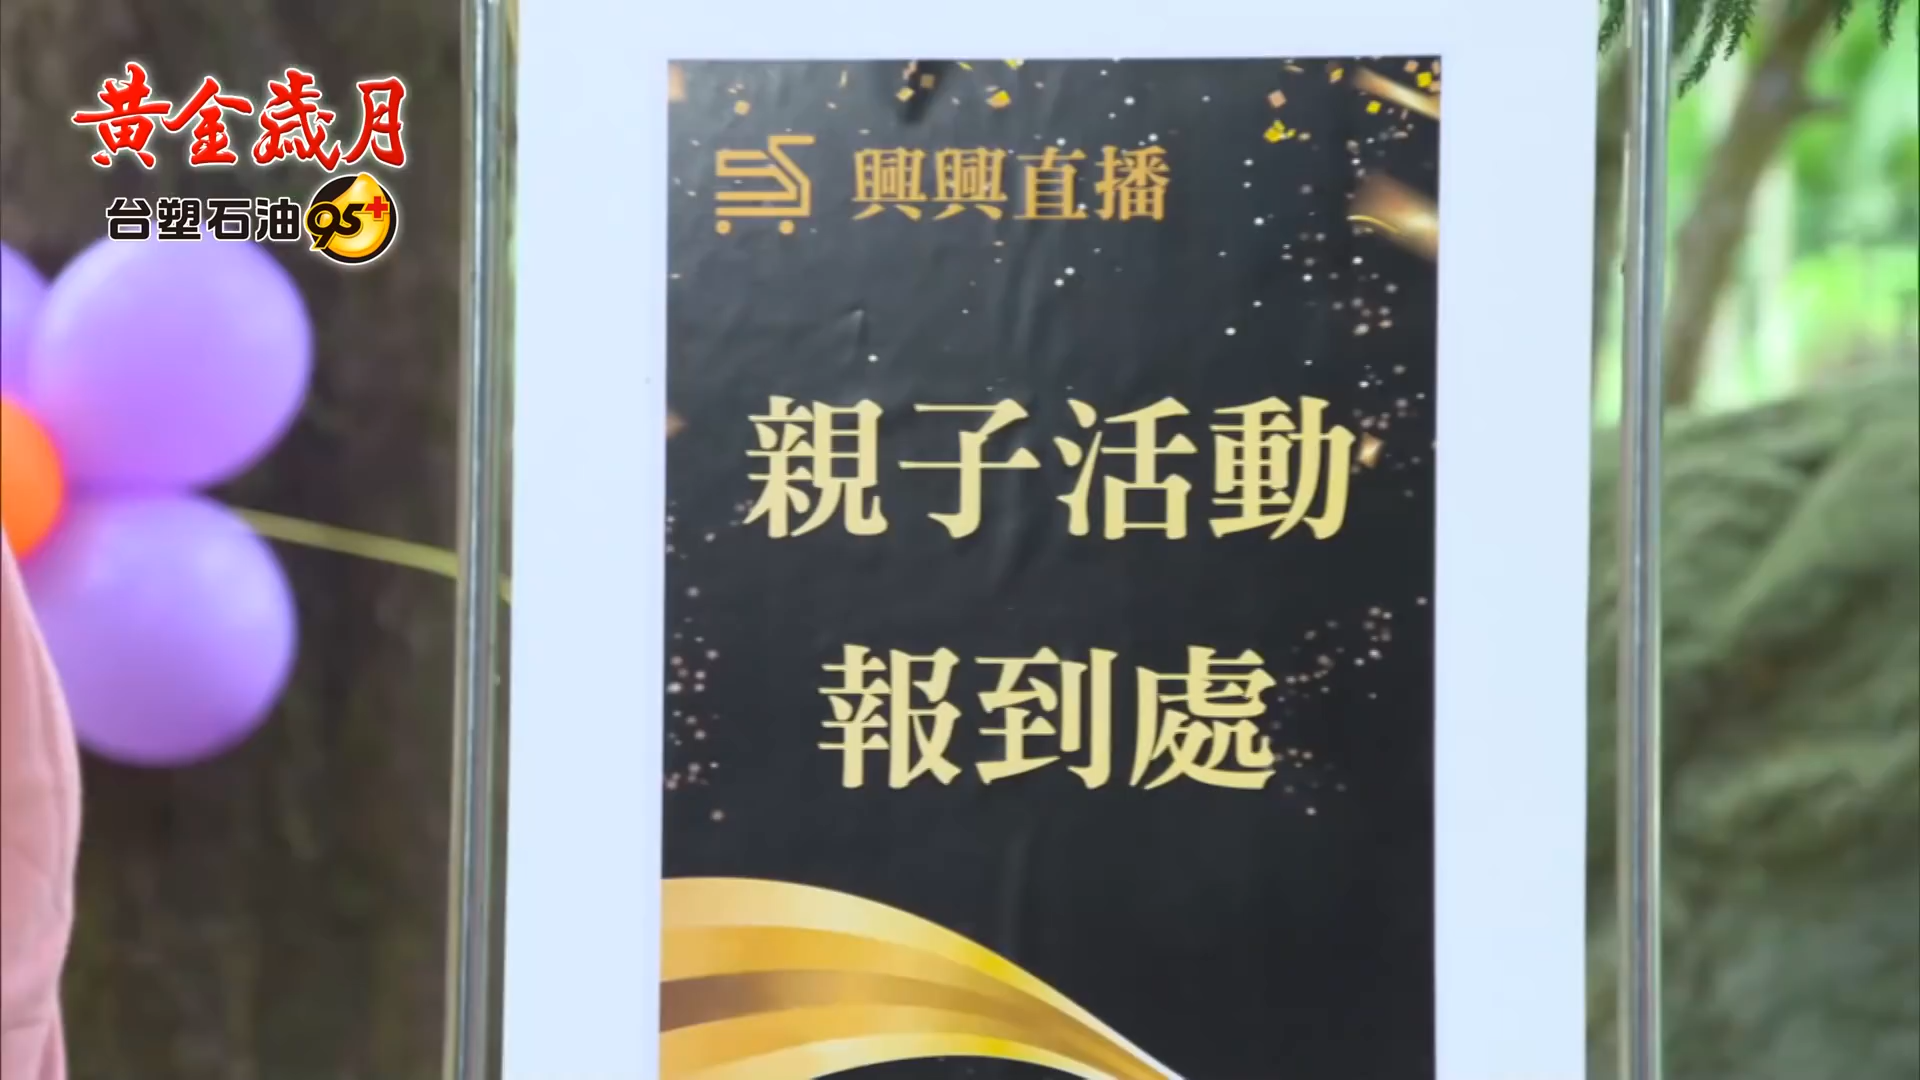 黃金歲月
台塑石油95+
興興直播
親子活動
報到處